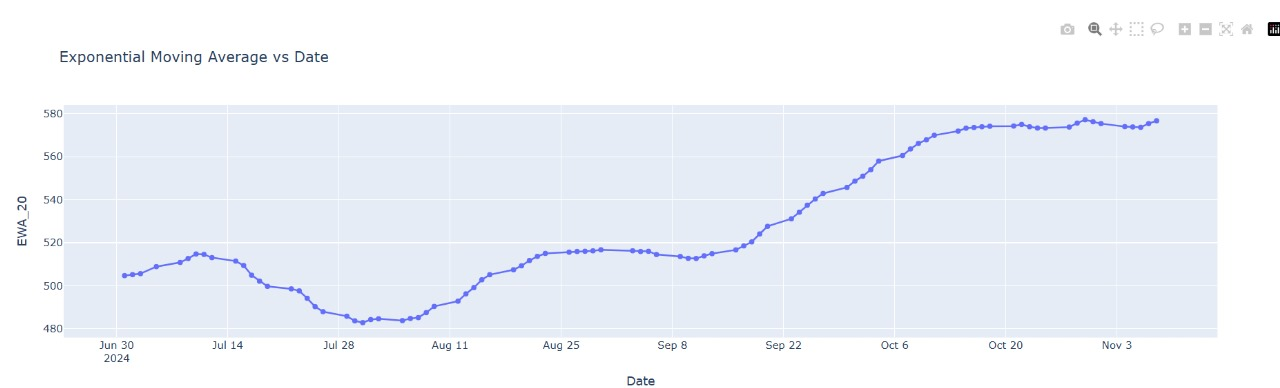 Exponential Moving Average vs Date
580
560
540
520
500
480
EWA_20
Jun 30 Jul 14 Jul 28 Aug 11 Aug 25 Sep 8 Sep 22 Oct 6 Oct 20 Nov 3
2024
Date